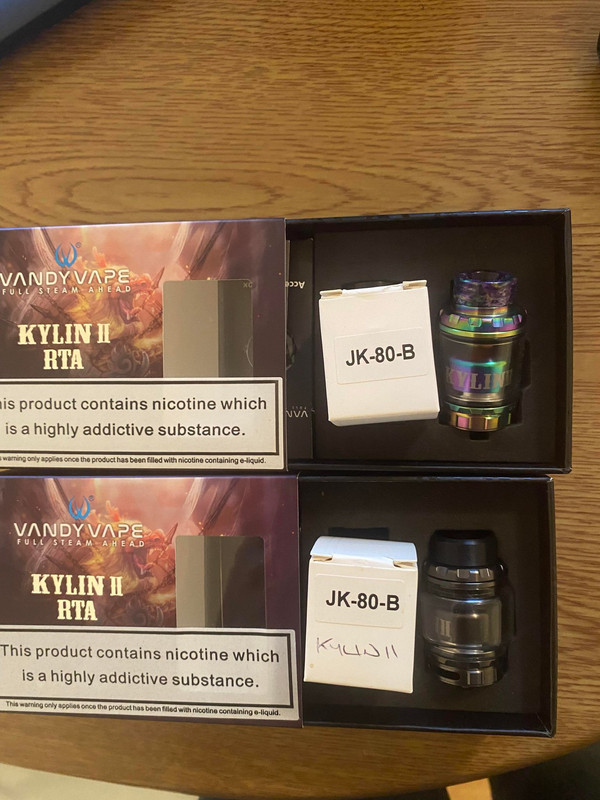 VANDYVAPE
FULL STEAM AHEAD
KYLIN II
RTA
his product contains nicotine which
is a highly addictive substance.
warning only applies once the product has been filled with nicotine containing e-liquid.
Acce
VANDY
JK-80-B
KYLIN
VANDYVAPE
FULL STEAM AHEAD
KYLIN II
RTA
This product contains nicotine which
is a highly addictive substance.
This warning only applies once the product has been filled with nicotine containing e-liquid.
JK-80-B
KYLIN II
II